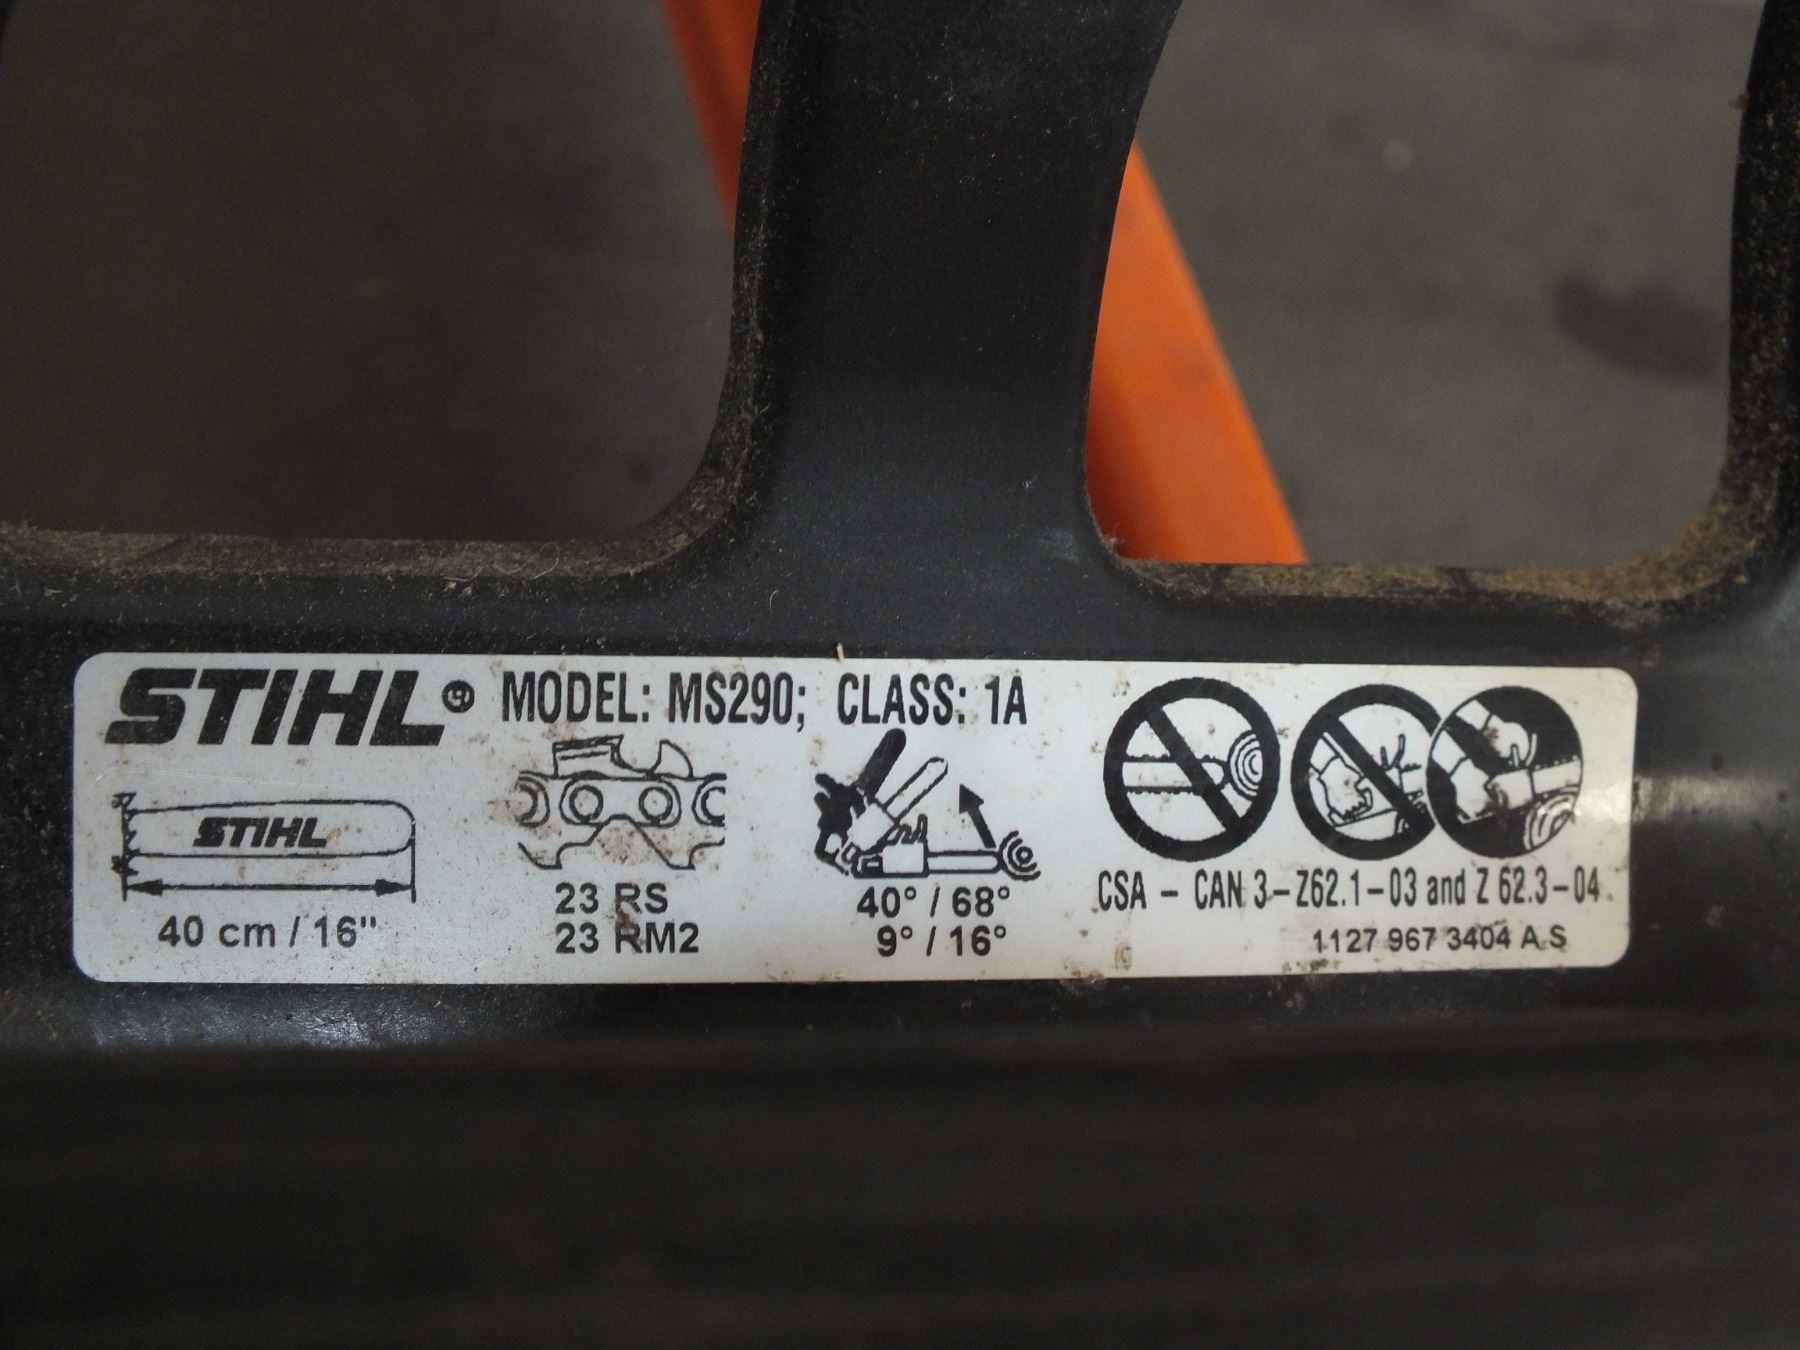 STIHL® MODEL: MS290; CLASS: 1A
STIHL
40 cm / 16"
23 RS
23 RM2
40° / 68°
9° / 16°
CSA - CAN 3-Z62.1-03 and Z 62.3-04
1127 967 3404 A S